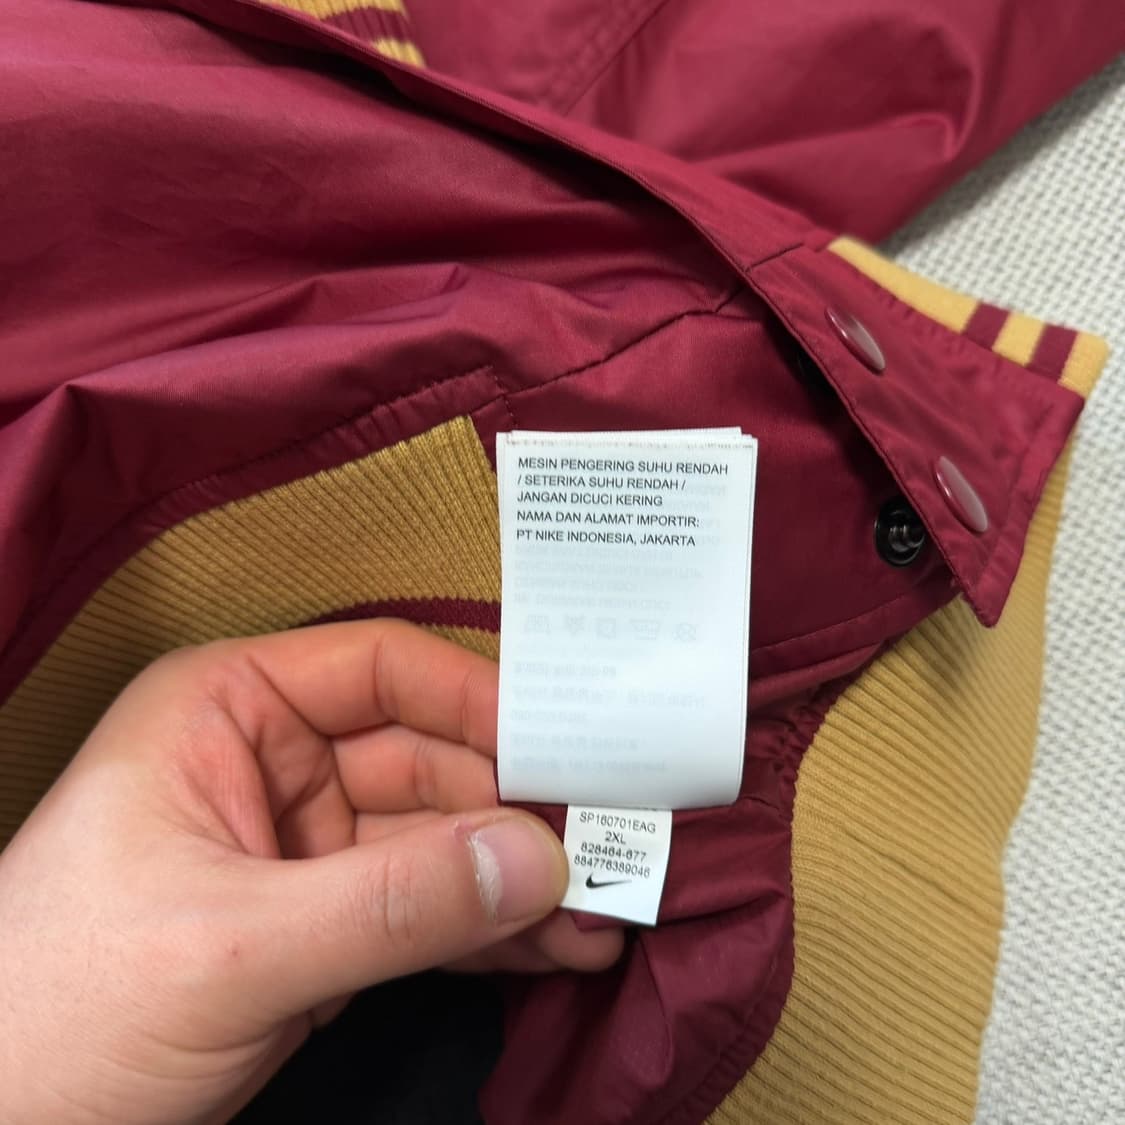 MESIN PENGERING SUHU RENDAH
/ SETERIKA SUHU RENDAH /
JANGAN DICUCI KERING
NAMA DAN ALAMAT IMPORTIR:
PT NIKE INDONESIA, JAKARTA
SP160701EAG
2XL
828464-677
884776389046